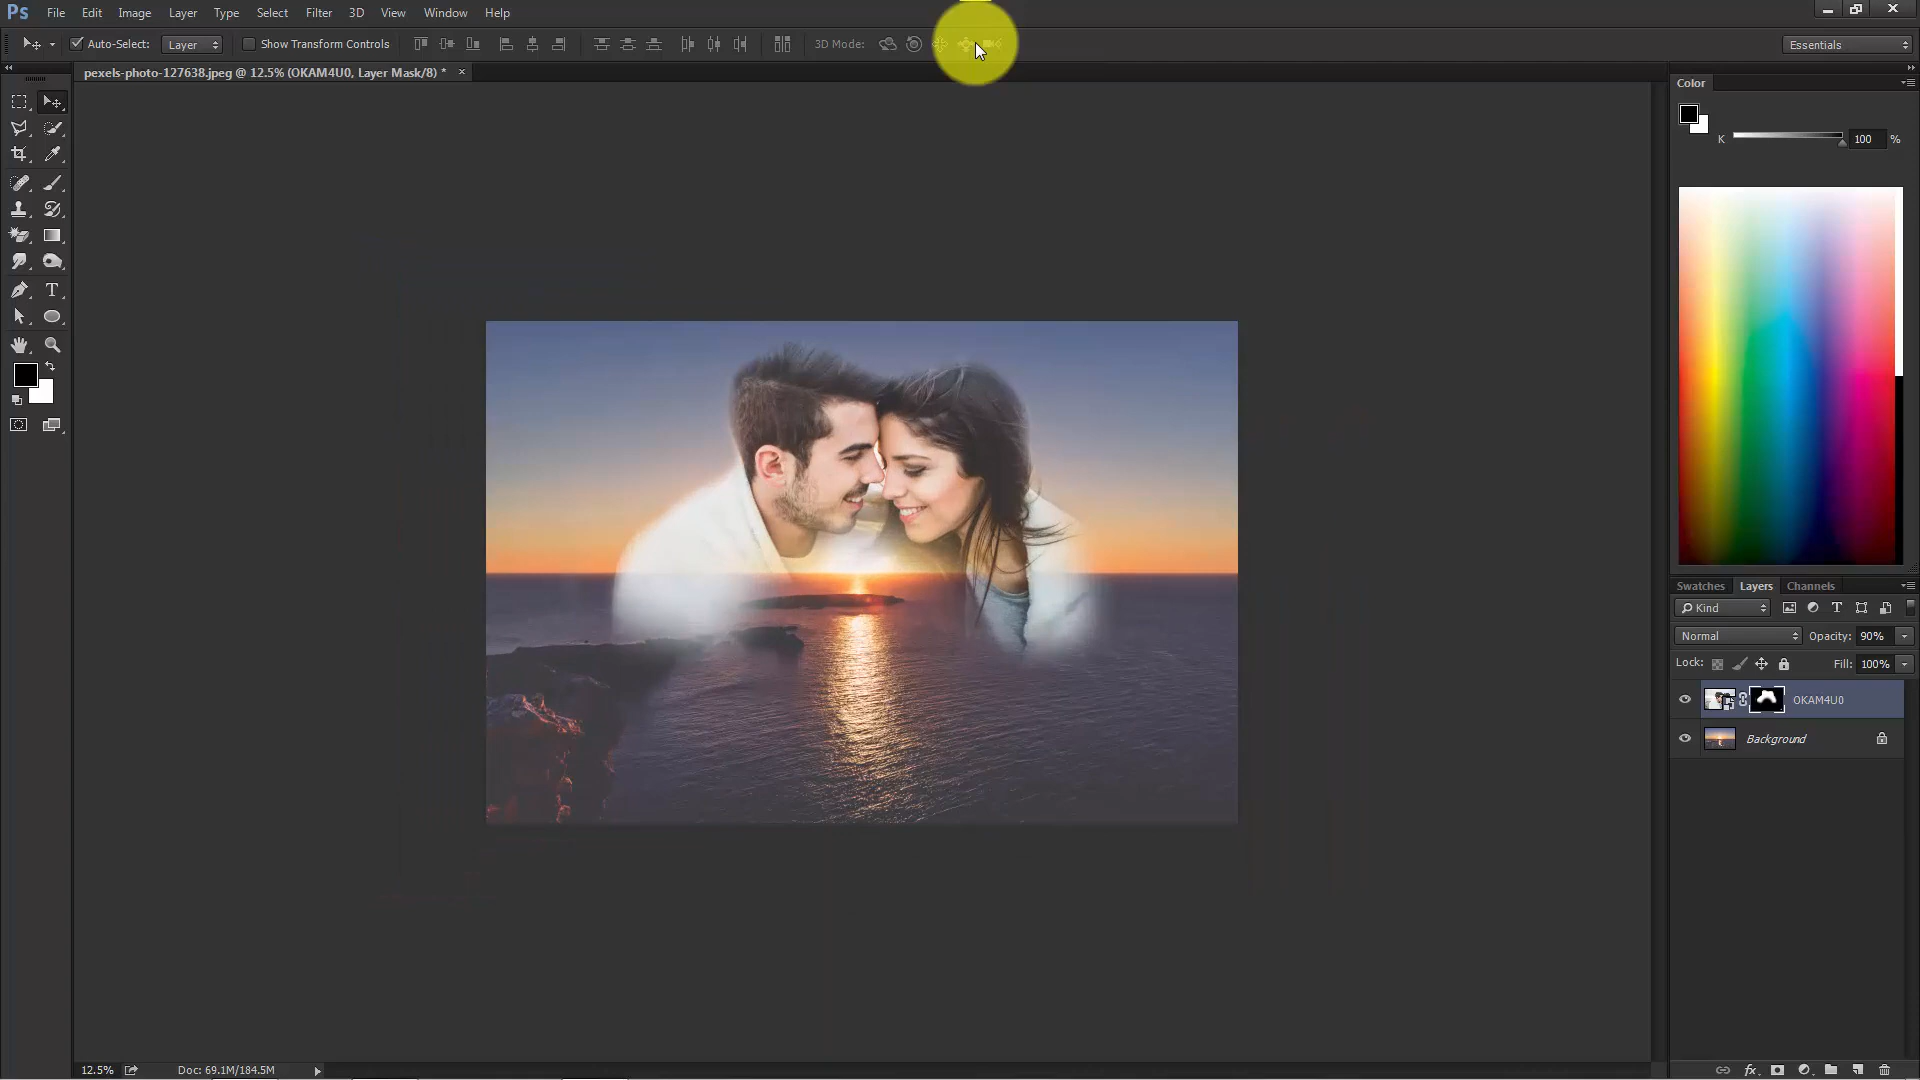 Ps File Edit Image Layer Type Select Filter 3D View Window Help
Auto-Select: Layer Show Transform Controls 3D Mode: Essentials
pexels-photo-127638.jpeg @ 12.5% (OKAM4U0, Layer Mask/8) * ×
Color
K 100 %
Swatches Layers Channels
Kind
Normal Opacity: 90%
Lock: Fill: 100%
OKAM4U0
Background
12.5% Doc: 69.1M/184.5M